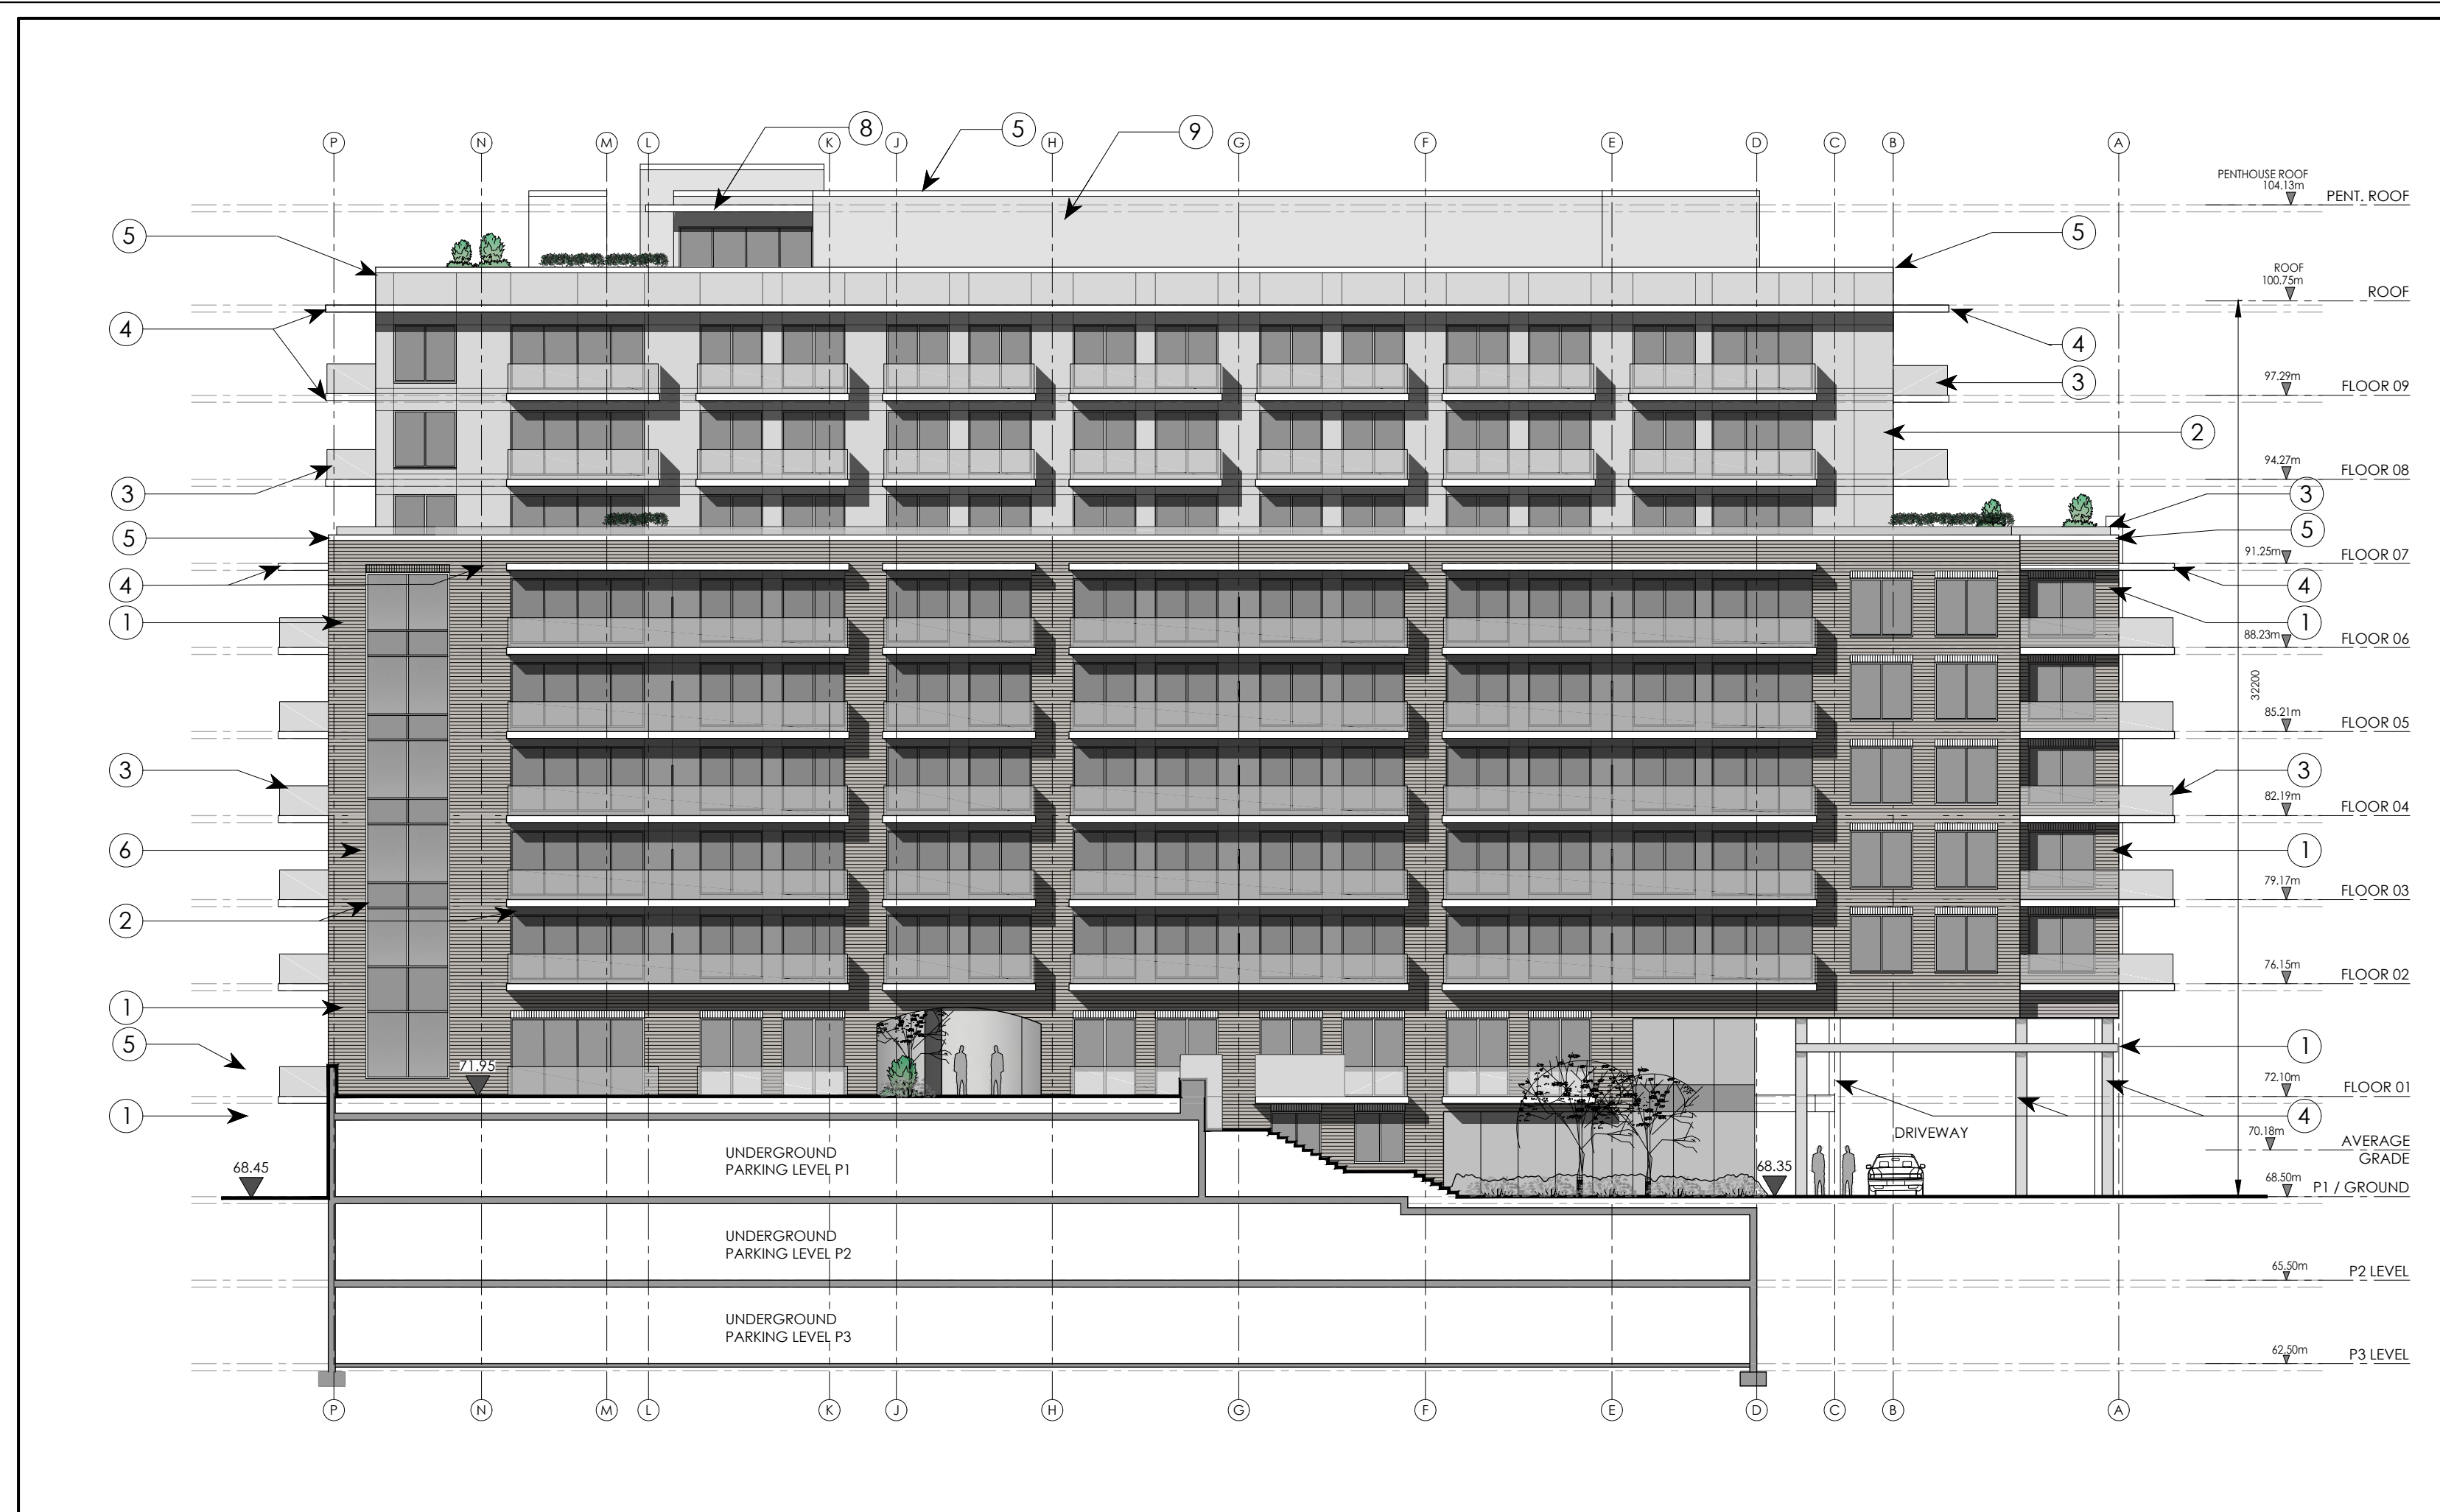 8
5
9
P
N
M
L
K
J
H
G
F
E
D
C
B
A
PENTHOUSE ROOF
104.13m
PENT. ROOF
5
5
ROOF
100.75m
ROOF
4
4
3
97.29m
FLOOR 09
2
94.27m
FLOOR 08
3
3
5
5
91.25m
FLOOR 07
4
4
1
1
88.23m
FLOOR 06
32200
85.21m
FLOOR 05
3
3
82.19m
FLOOR 04
6
1
79.17m
FLOOR 03
2
76.15m
FLOOR 02
1
5
1
71.95
72.10m
FLOOR 01
1
4
DRIVEWAY
70.18m
AVERAGE
GRADE
UNDERGROUND
PARKING LEVEL P1
68.45
68.35
68.50m
P1 / GROUND
UNDERGROUND
PARKING LEVEL P2
65.50m
P2 LEVEL
UNDERGROUND
PARKING LEVEL P3
62.50m
P3 LEVEL
P
N
M
L
K
J
H
G
F
E
D
C
B
A